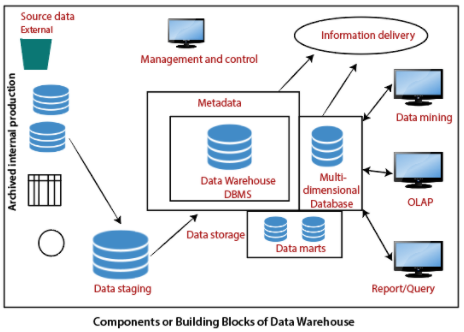 Source data
External
Archived internal production
Management and control
Information delivery
Metadata
Data Warehouse
DBMS
Multi-
dimensional
Database
Data mining
OLAP
Report/Query
Data storage
Data marts
Data staging
Components or Building Blocks of Data Warehouse